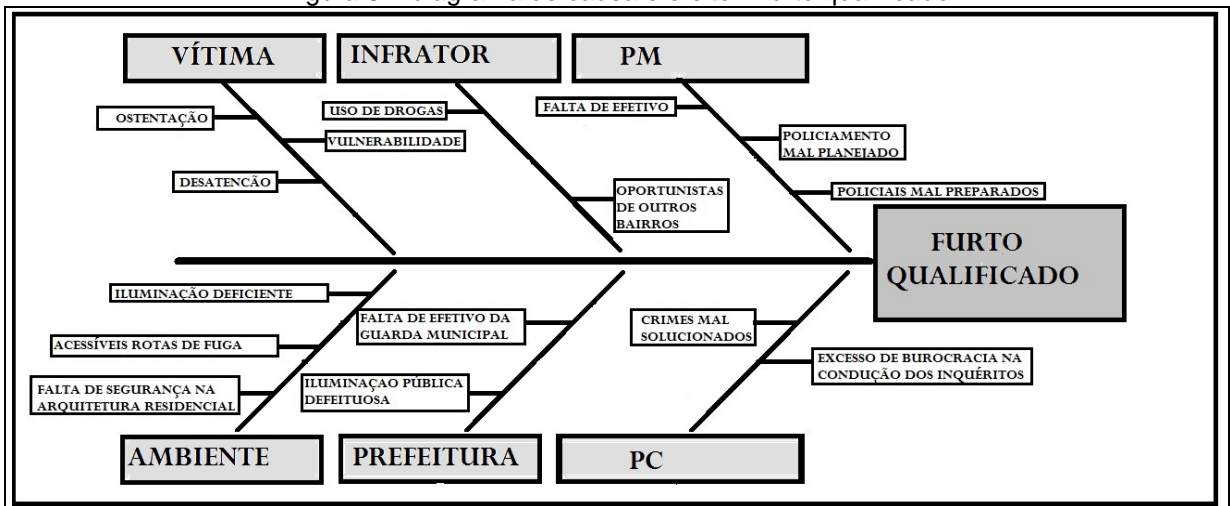 VÍTIMA
INFRATOR
PM
OSTENTAÇÃO
VULNERABILIDADE
DESATENCÃO
USO DE DROGAS
OPORTUNISTAS
DE OUTROS
BAIRROS
FALTA DE EFETIVO
POLICIAMENTO
MAL PLANEJADO
POLICIAIS MAL PREPARADOS
FURTO
QUALIFICADO
ILUMINAÇÃO DEFICIENTE
ACESSÍVEIS ROTAS DE FUGA
FALTA DE SEGURANÇA NA
ARQUITETURA RESIDENCIAL
FALTA DE EFETIVO DA
GUARDA MUNICIPAL
ILUMINAÇAO PÚBLICA
DEFEITUOSA
CRIMES MAL
SOLUCIONADOS
EXCESSO DE BUROCRACIA NA
CONDUÇÃO DOS INQUÉRITOS
AMBIENTE
PREFEITURA
PC